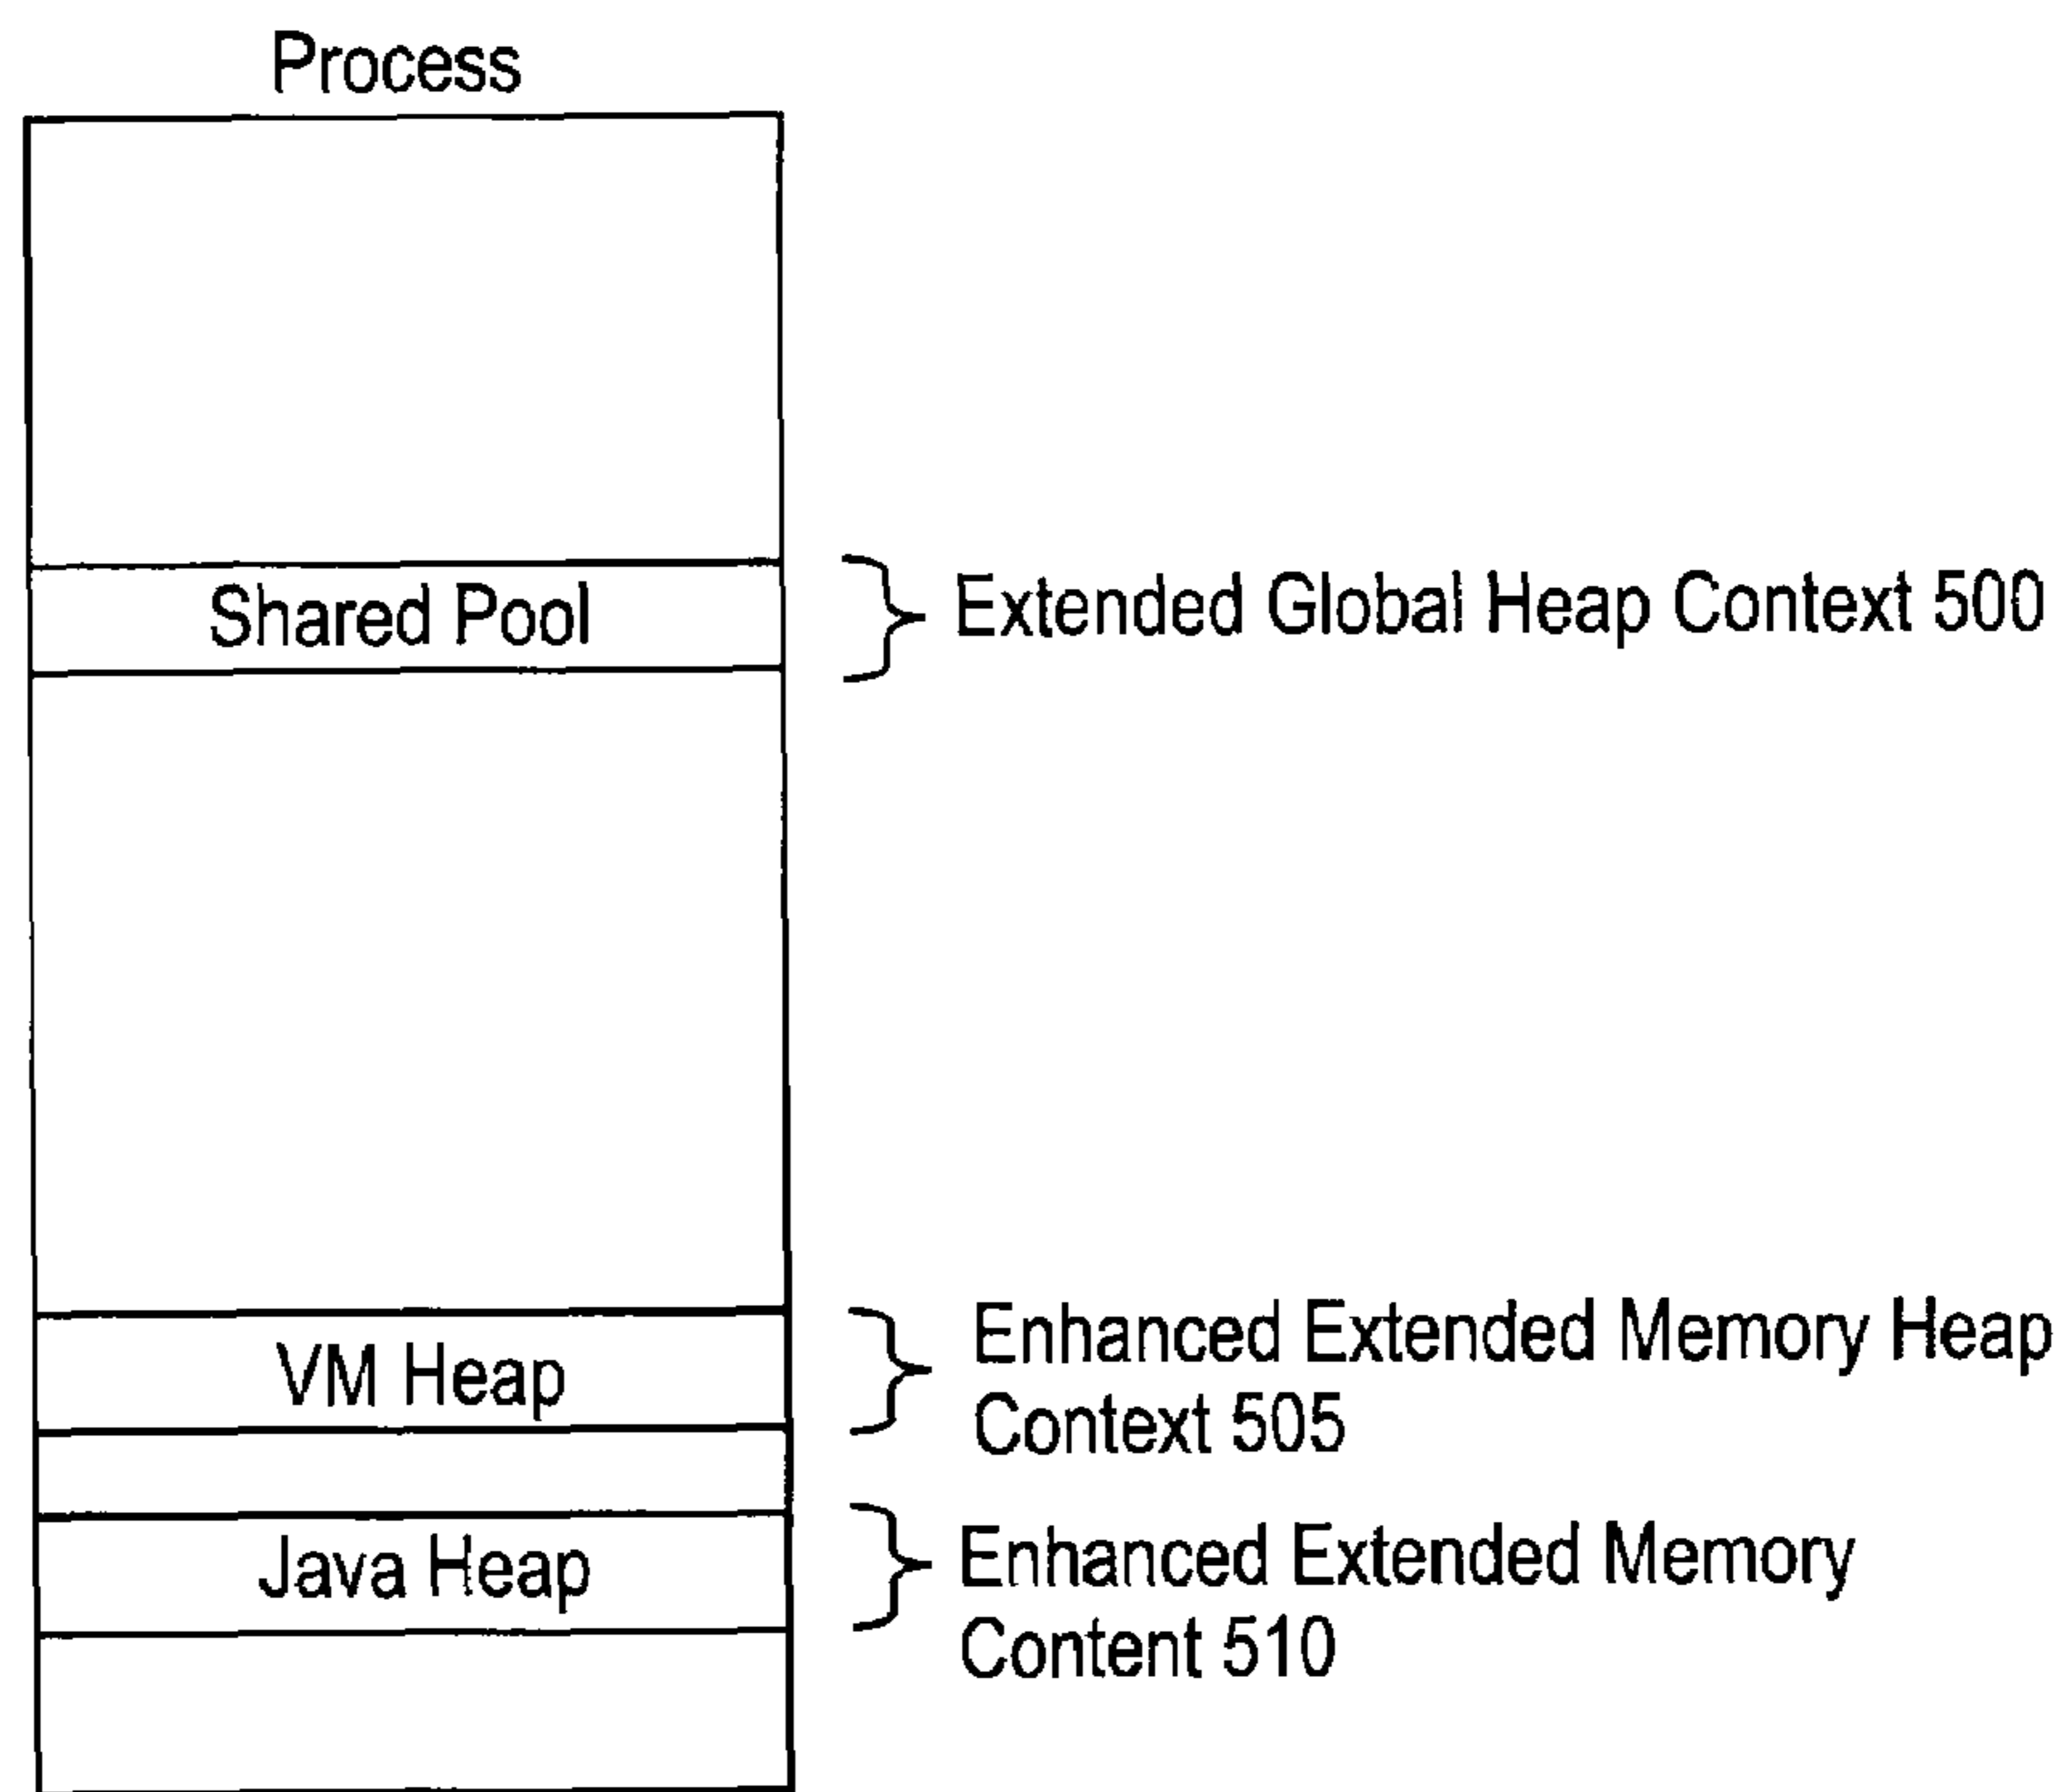 Process
Shared Pool
Extended Global Heap Context 500
VM Heap
Enhanced Extended Memory Heap
Context 505
Java Heap
Enhanced Extended Memory
Content 510